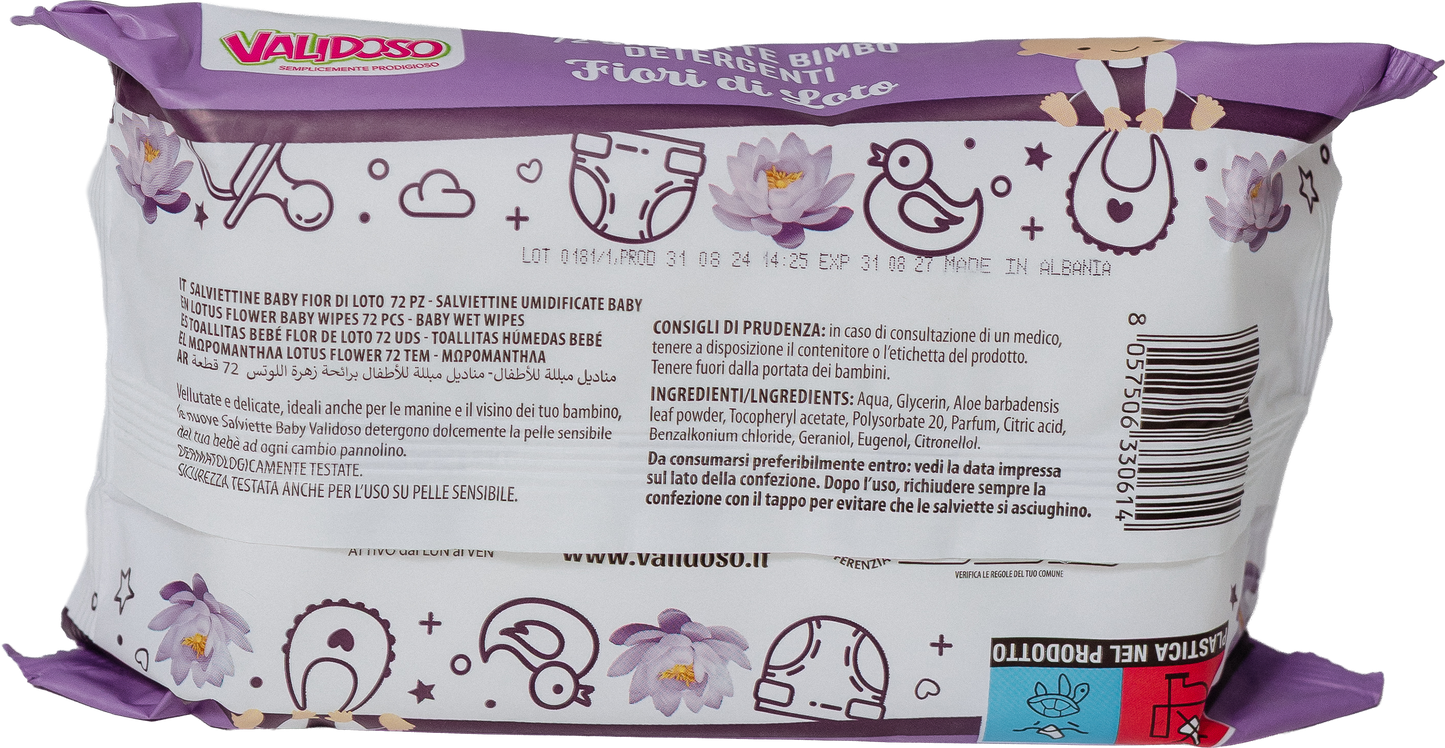 VALIDOSO
SEMPLICEMENTE PRODIGIOSO
BIMBO
DETERGENTI
Fiori di Loto
LOT 0181/1,PROD 31 08 24 14:25 EXP 31 08 27 MADE IN ALBANIA
IT SALVIETTINE BABY FIOR DI LOTO 72 PZ - SALVIETTINE UMIDIFICATE BABY
EN LOTUS FLOWER BABY WIPES 72 PCS - BABY WET WIPES
ES TOALLITAS BEBÉ FLOR DE LOTO 72 UDS - TOALLITAS HÚMEDAS BEBÉ
EL ΜΩΡΟΜΑΝΤΗΛΑ LOTUS FLOWER 72 ΤΕΜ - ΜΩΡΟΜΑΝΤΗΛΑ
AR مناديل مبللة للأطفال- مناديل مبللة للأطفال برائحة زهرة اللوتس 72 قطعة
Vellutate e delicate, ideali anche per le manine e il visino dei tuo bambino,
le nuove Salviette Baby Validoso detergono dolcemente la pelle sensibile
del tuo bebè ad ogni cambio pannolino.
DERMATOLOGICAMENTE TESTATE.
SICUREZZA TESTATA ANCHE PER L'USO SU PELLE SENSIBILE.
CONSIGLI DI PRUDENZA: in caso di consultazione di un medico,
tenere a disposizione il contenitore o l'etichetta del prodotto.
Tenere fuori dalla portata dei bambini.
INGREDIENTI/LNGREDIENTS: Aqua, Glycerin, Aloe barbadensis
leaf powder, Tocopheryl acetate, Polysorbate 20, Parfum, Citric acid,
Benzalkonium chloride, Geraniol, Eugenol, Citronellol.
Da consumarsi preferibilmente entro: vedi la data impressa
sul lato della confezione. Dopo l'uso, richiudere sempre la
confezione con il tappo per evitare che le salviette si asciughino.
8 057506 330614
ATTIVO dal LUN al VEN
www.validoso.it
VERIFICA LE REGOLE DEL TUO COMUNE
PLASTICA NEL PRODOTTO